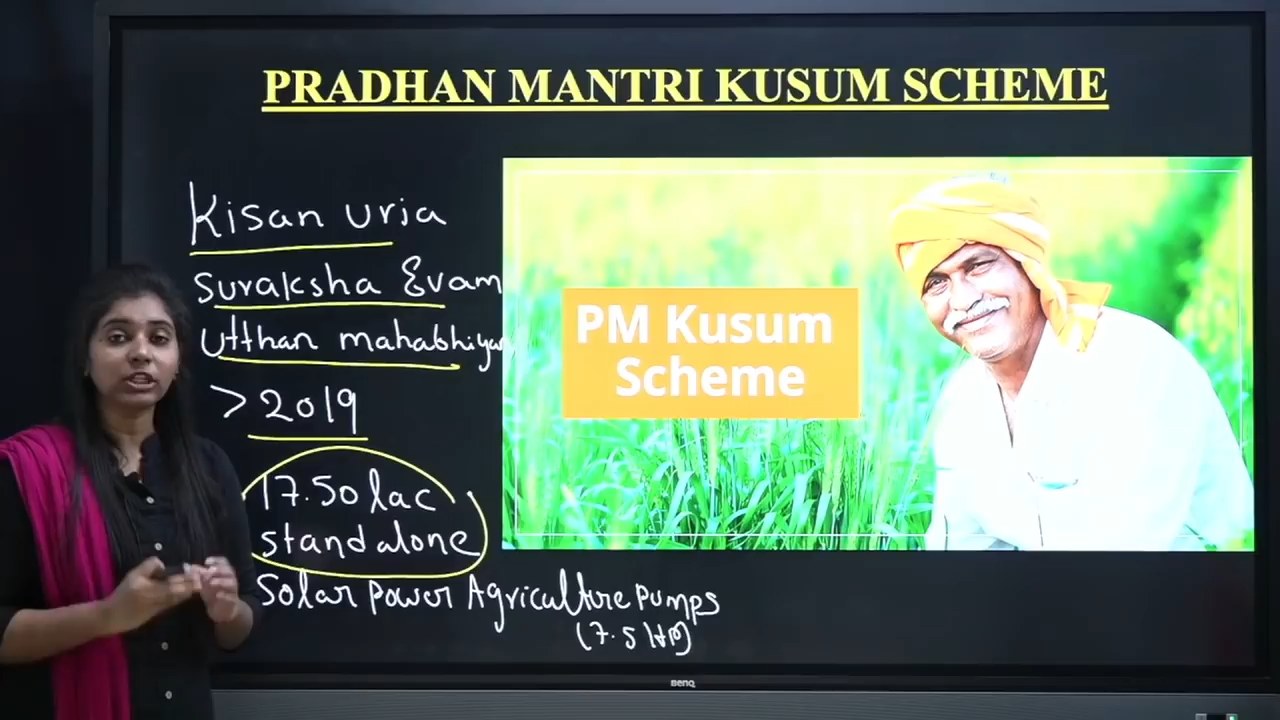 PRADHAN MANTRI KUSUM SCHEME
Kisan urja
suraksha Evam
Utthan mahabhiyan
> 2019
17.50 lac
standalone
Solar Power Agriculture Pumps
(7.5 HP)
PM Kusum
Scheme
BENQ